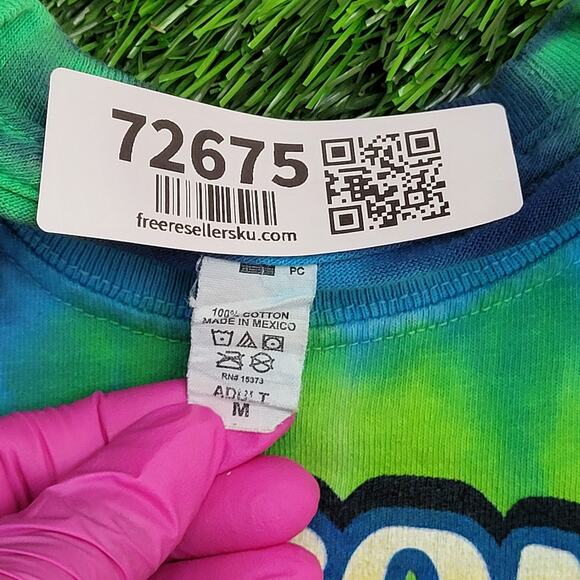 72675
freeresellersku.com
PC
100% COTTON
MADE IN MEXICO
RN# 15373
ADULT
M